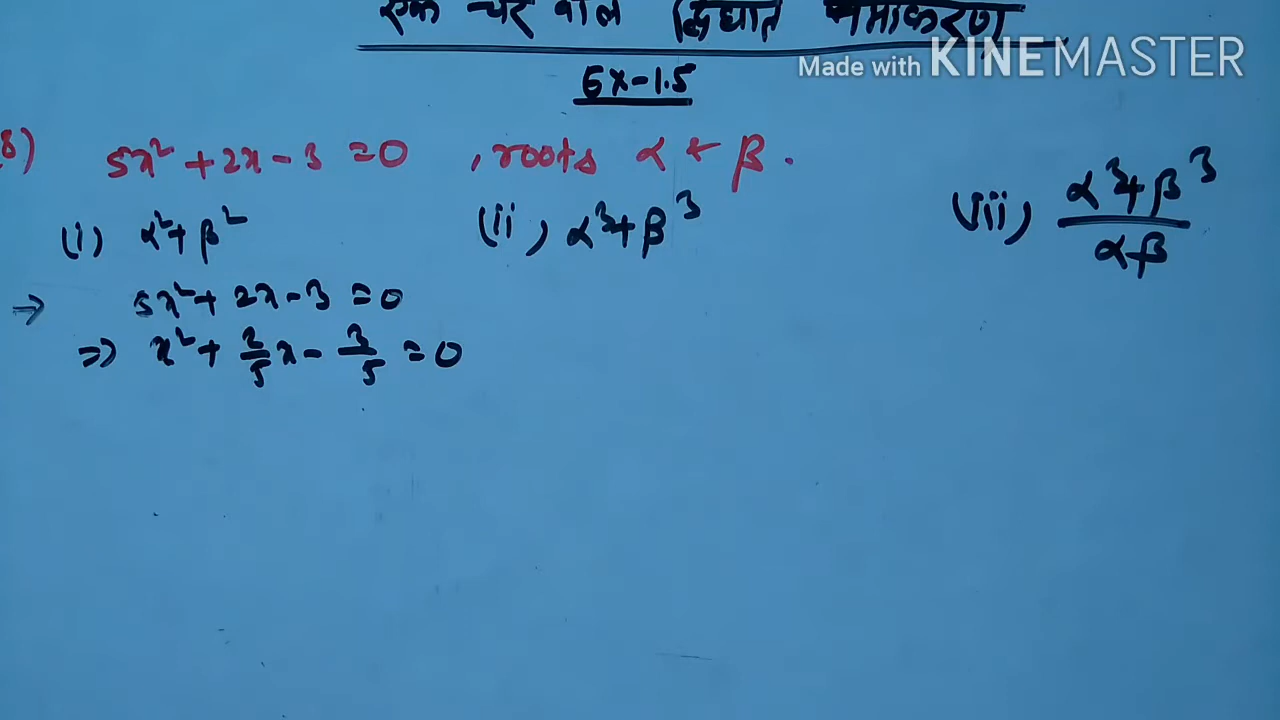 एक चर वाले द्विघात समीकरण
Made with KINEMASTER
Ex-1.5
8) 5x² + 2x - 3 = 0 , roots α & β.
(i) α² + β² (ii) α³ + β³ (vii) α³ + β³ / αβ
⇒ 5x² + 2x - 3 = 0
⇒ x² + 2/5 x - 3/5 = 0